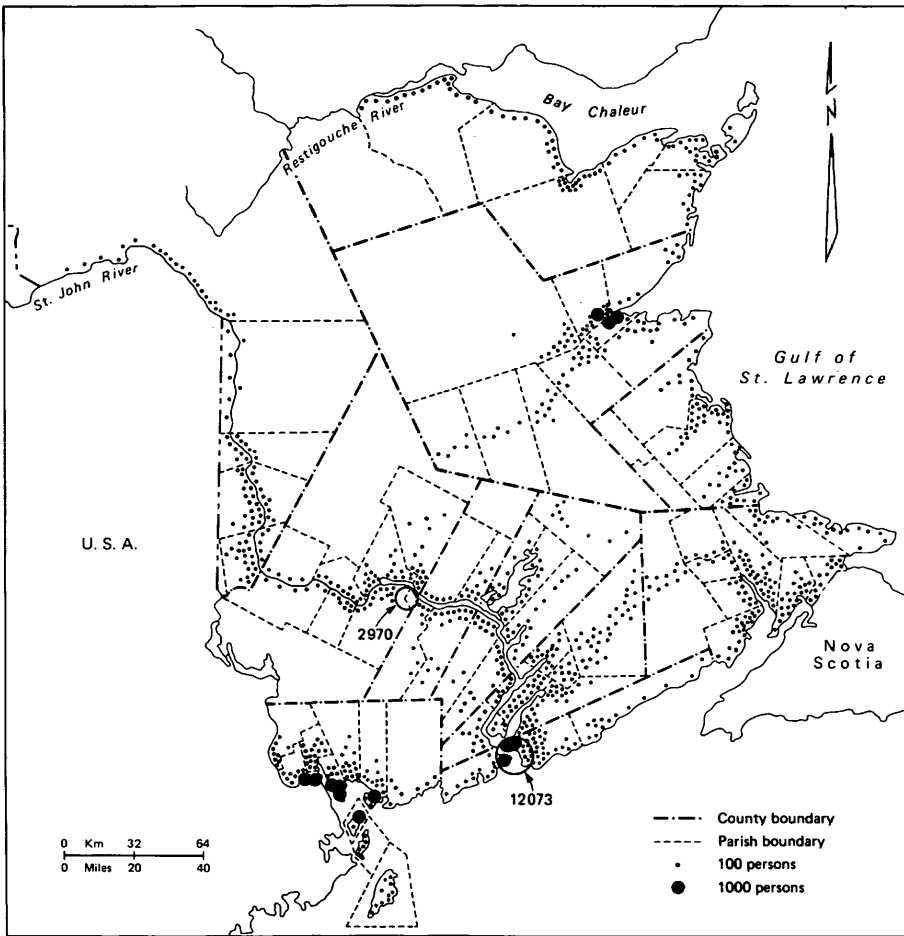 Bay Chaleur
Restigouche River
N
St. John River
Gulf of
St. Lawrence
U. S. A.
2970
Nova
Scotia
12073
County boundary
Parish boundary
0 Km 32 64
100 persons
0 Miles 20 40
1000 persons